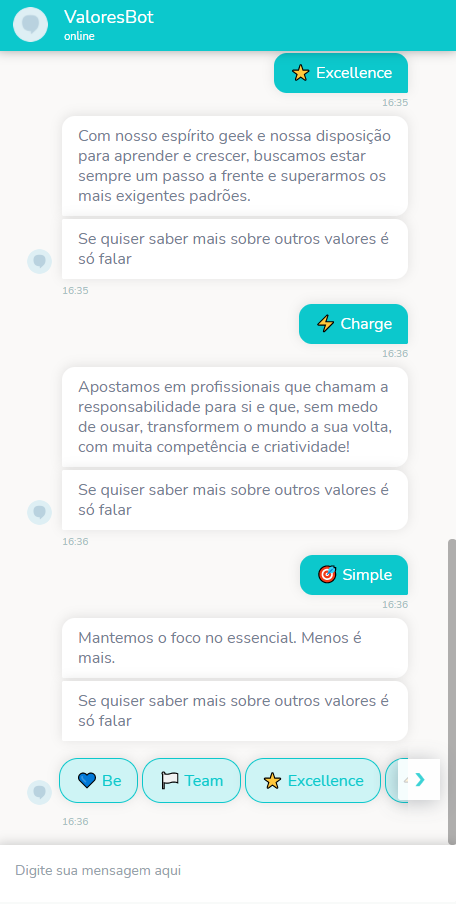 ValoresBot
online
Excellence
16:35
Com nosso espírito geek e nossa disposição
para aprender e crescer, buscamos estar
sempre um passo a frente e superarmos os
mais exigentes padrões.
Se quiser saber mais sobre outros valores é
só falar
16:35
Charge
16:36
Apostamos em profissionais que chamam a
responsabilidade para si e que, sem medo
de ousar, transformem o mundo a sua volta,
com muita competência e criatividade!
Se quiser saber mais sobre outros valores é
só falar
16:36
Simple
16:36
Mantemos o foco no essencial. Menos é
mais.
Se quiser saber mais sobre outros valores é
só falar
Be Team Excellence
16:36
Digite sua mensagem aqui